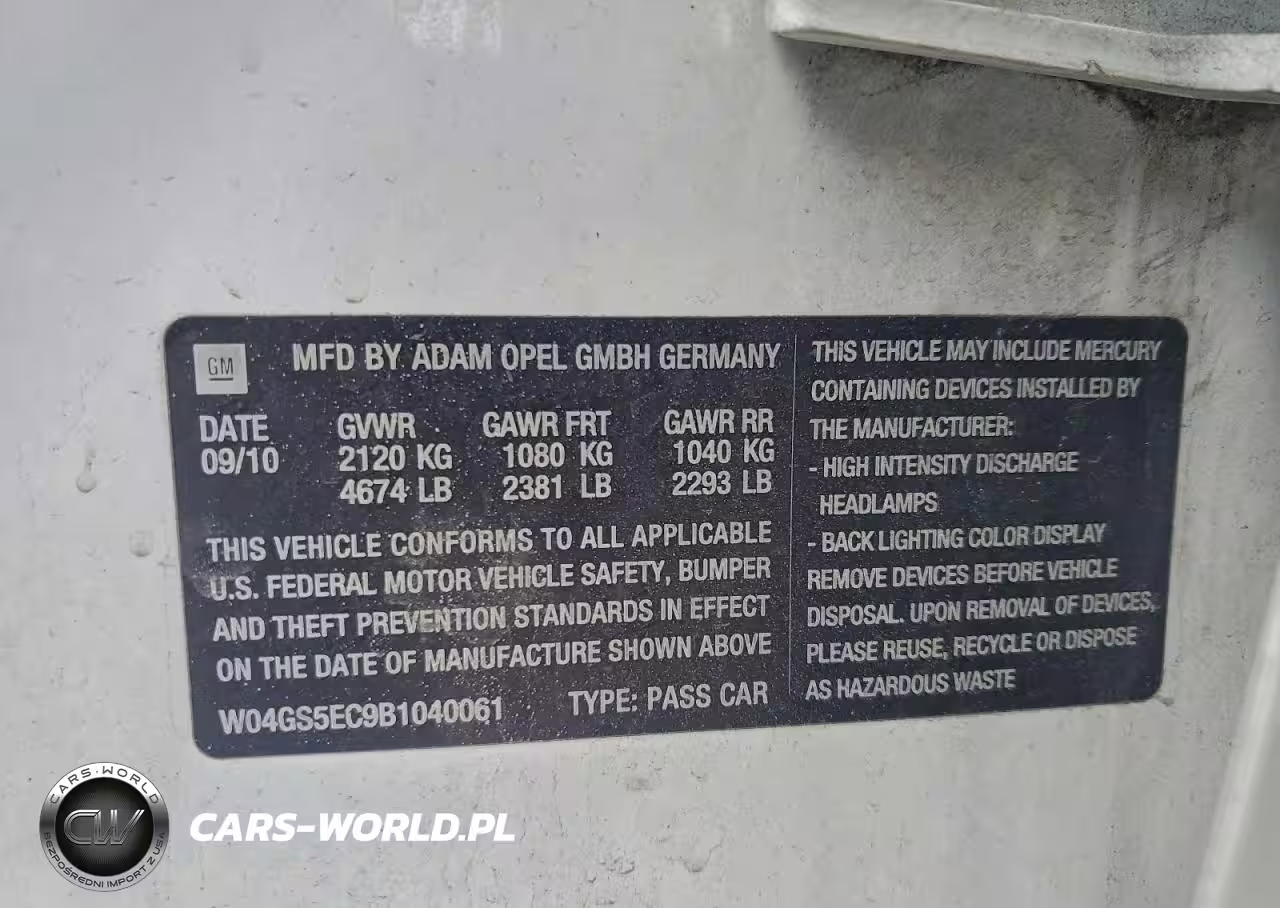 GM
MFD BY ADAM OPEL GMBH GERMANY
DATE GVWR GAWR FRT GAWR RR
09/10 2120 KG 1080 KG 1040 KG
4674 LB 2381 LB 2293 LB
THIS VEHICLE CONFORMS TO ALL APPLICABLE
U.S. FEDERAL MOTOR VEHICLE SAFETY, BUMPER
AND THEFT PREVENTION STANDARDS IN EFFECT
ON THE DATE OF MANUFACTURE SHOWN ABOVE
W04GS5EC9B1040061 TYPE: PASS CAR
THIS VEHICLE MAY INCLUDE MERCURY
CONTAINING DEVICES INSTALLED BY
THE MANUFACTURER:
- HIGH INTENSITY DISCHARGE
HEADLAMPS
- BACK LIGHTING COLOR DISPLAY
REMOVE DEVICES BEFORE VEHICLE
DISPOSAL. UPON REMOVAL OF DEVICES,
PLEASE REUSE, RECYCLE OR DISPOSE
AS HAZARDOUS WASTE
CARS-WORLD
CW
BEZPOŚREDNI IMPORT Z USA
CARS-WORLD.PL